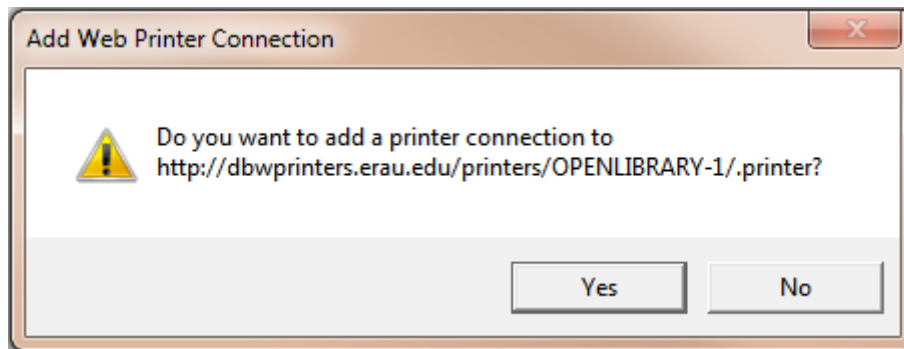 Add Web Printer Connection
Do you want to add a printer connection to
http://dbwprinters.erau.edu/printers/OPENLIBRARY-1/.printer?
Yes
No